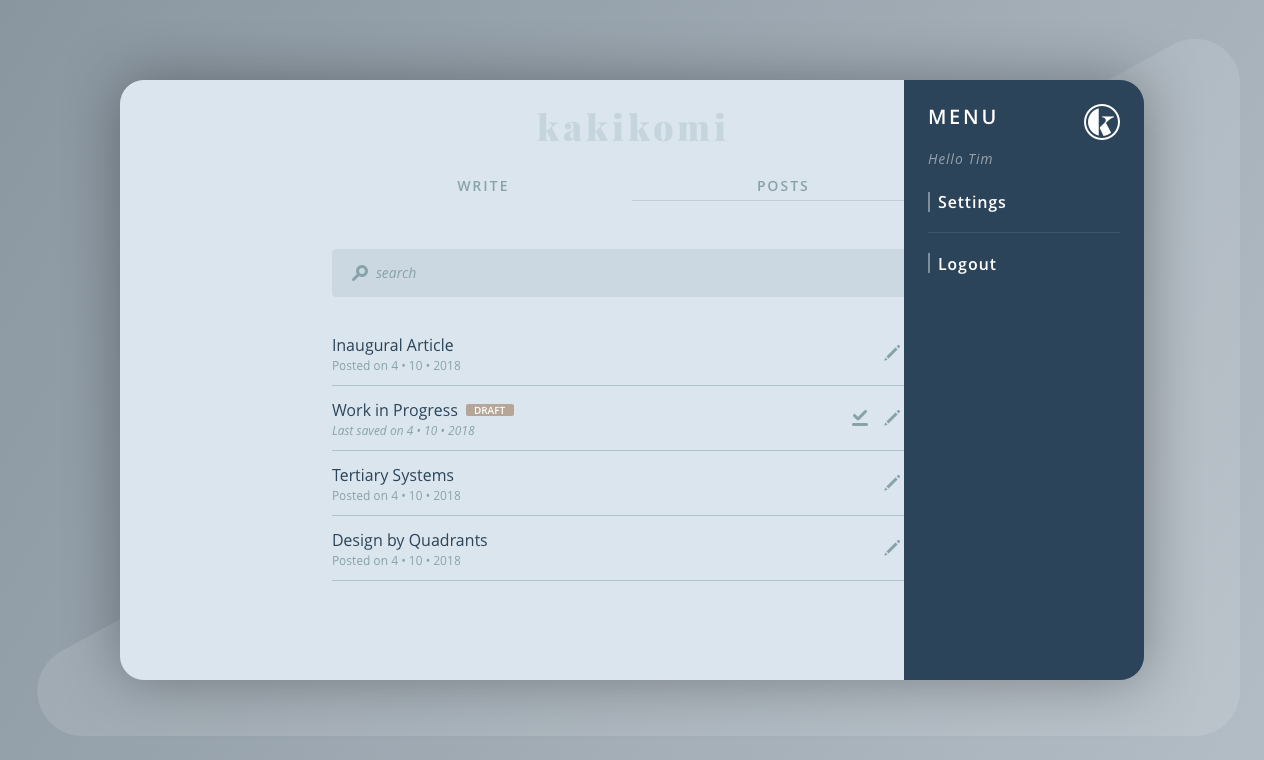 kakikomi
WRITE
POSTS
search
Inaugural Article
Posted on 4 • 10 • 2018
Work in Progress DRAFT
Last saved on 4 • 10 • 2018
Tertiary Systems
Posted on 4 • 10 • 2018
Design by Quadrants
Posted on 4 • 10 • 2018
MENU
k
Hello Tim
Settings
Logout